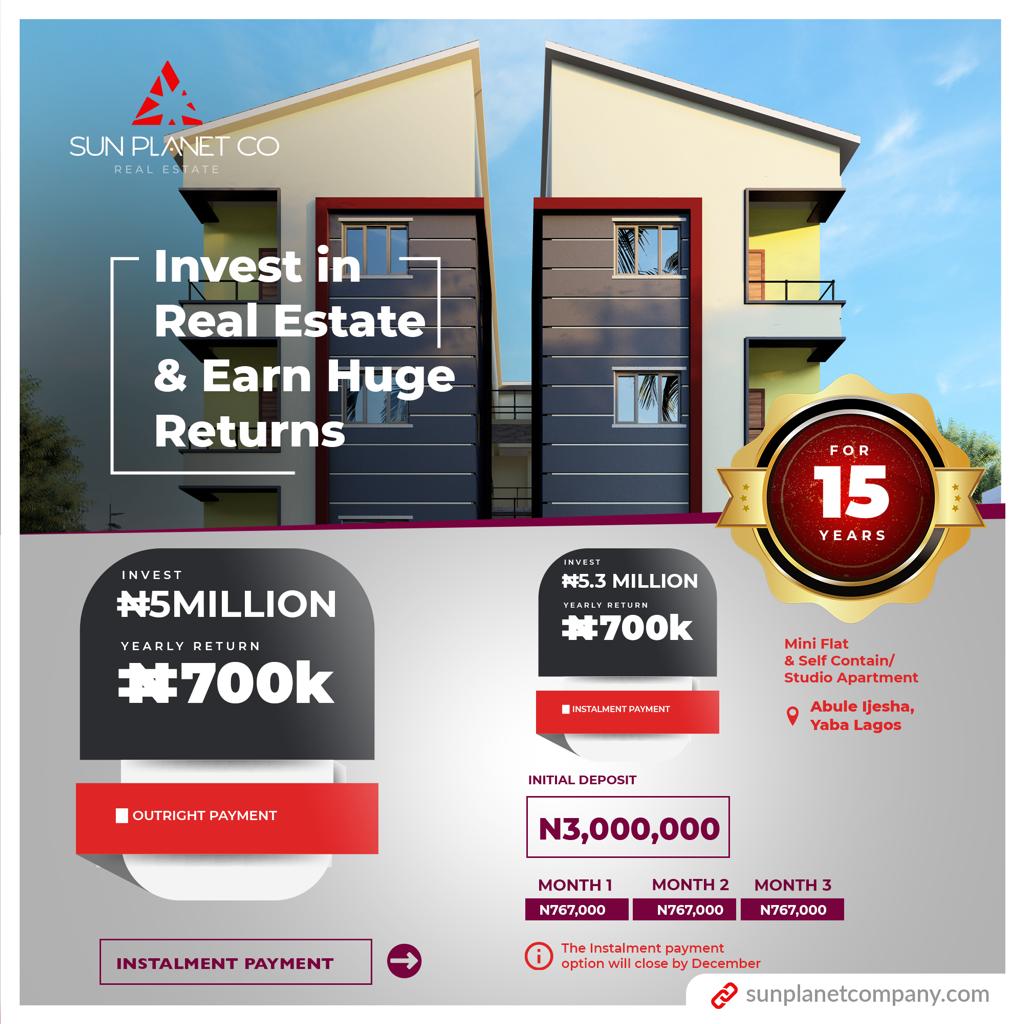 SUN PLANET CO
REAL ESTATE
Invest in
Real Estate
& Earn Huge
Returns
FOR
15
YEARS
INVEST
₦5MILLION
YEARLY RETURN
₦700k
OUTRIGHT PAYMENT
INSTALMENT PAYMENT
INVEST
₦5.3 MILLION
YEARLY RETURN
₦700k
INSTALMENT PAYMENT
Mini Flat
& Self Contain/
Studio Apartment
Abule Ijesha,
Yaba Lagos
INITIAL DEPOSIT
N3,000,000
MONTH 1 MONTH 2 MONTH 3
N767,000 N767,000 N767,000
The Instalment payment
option will close by December
sunplanetcompany.com